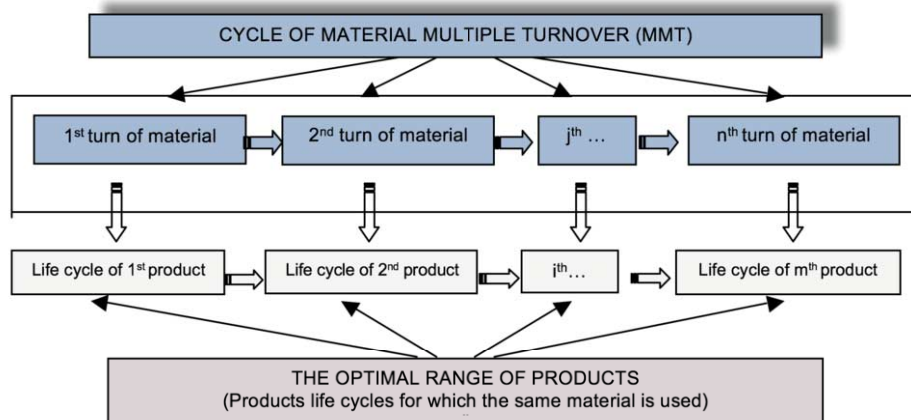 CYCLE OF MATERIAL MULTIPLE TURNOVER (MMT)
1st turn of material
2nd turn of material
jth ...
nth turn of material
Life cycle of 1st product
Life cycle of 2nd product
ith...
Life cycle of mth product
THE OPTIMAL RANGE OF PRODUCTS
(Products life cycles for which the same material is used)